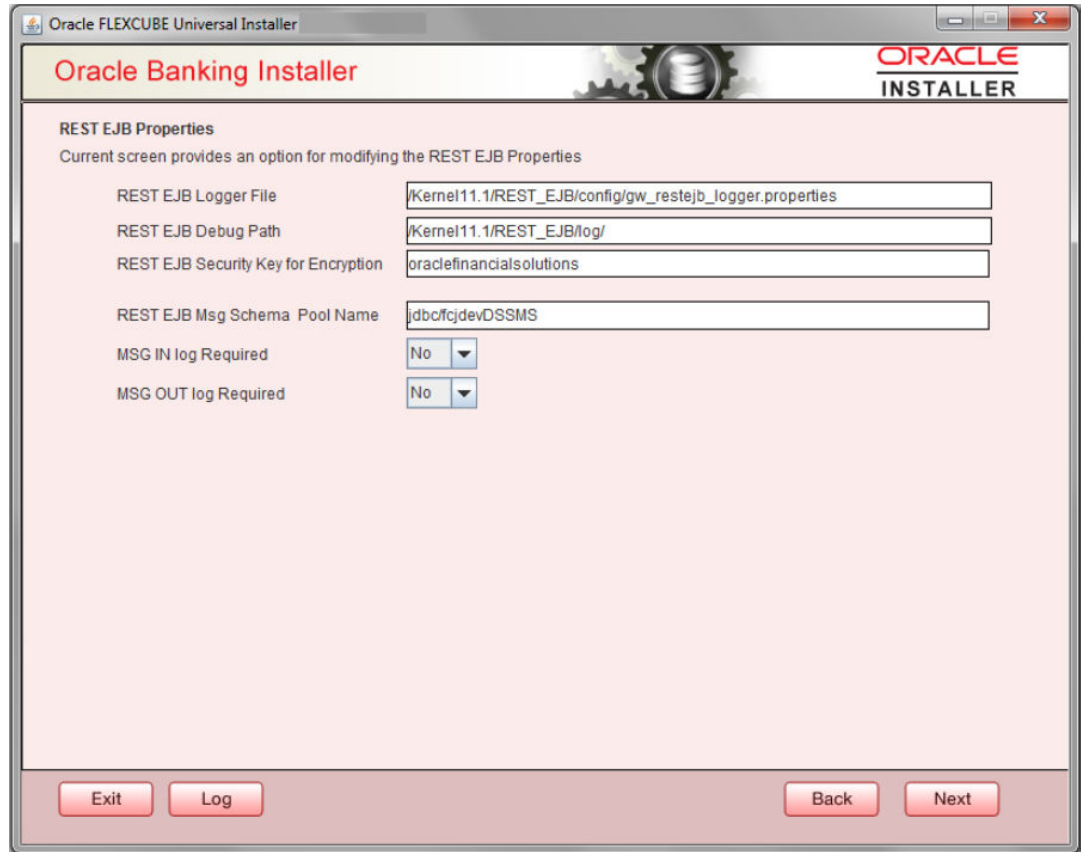 Oracle FLEXCUBE Universal Installer
Oracle Banking Installer
ORACLE
INSTALLER
REST EJB Properties
Current screen provides an option for modifying the REST EJB Properties
REST EJB Logger File /Kernel11.1/REST_EJB/config/gw_restejb_logger.properties
REST EJB Debug Path /Kernel11.1/REST_EJB/log/
REST EJB Security Key for Encryption oraclefinancialsolutions
REST EJB Msg Schema Pool Name jdbc/fcjdevDSSMS
MSG IN log Required No
MSG OUT log Required No
Exit Log Back Next